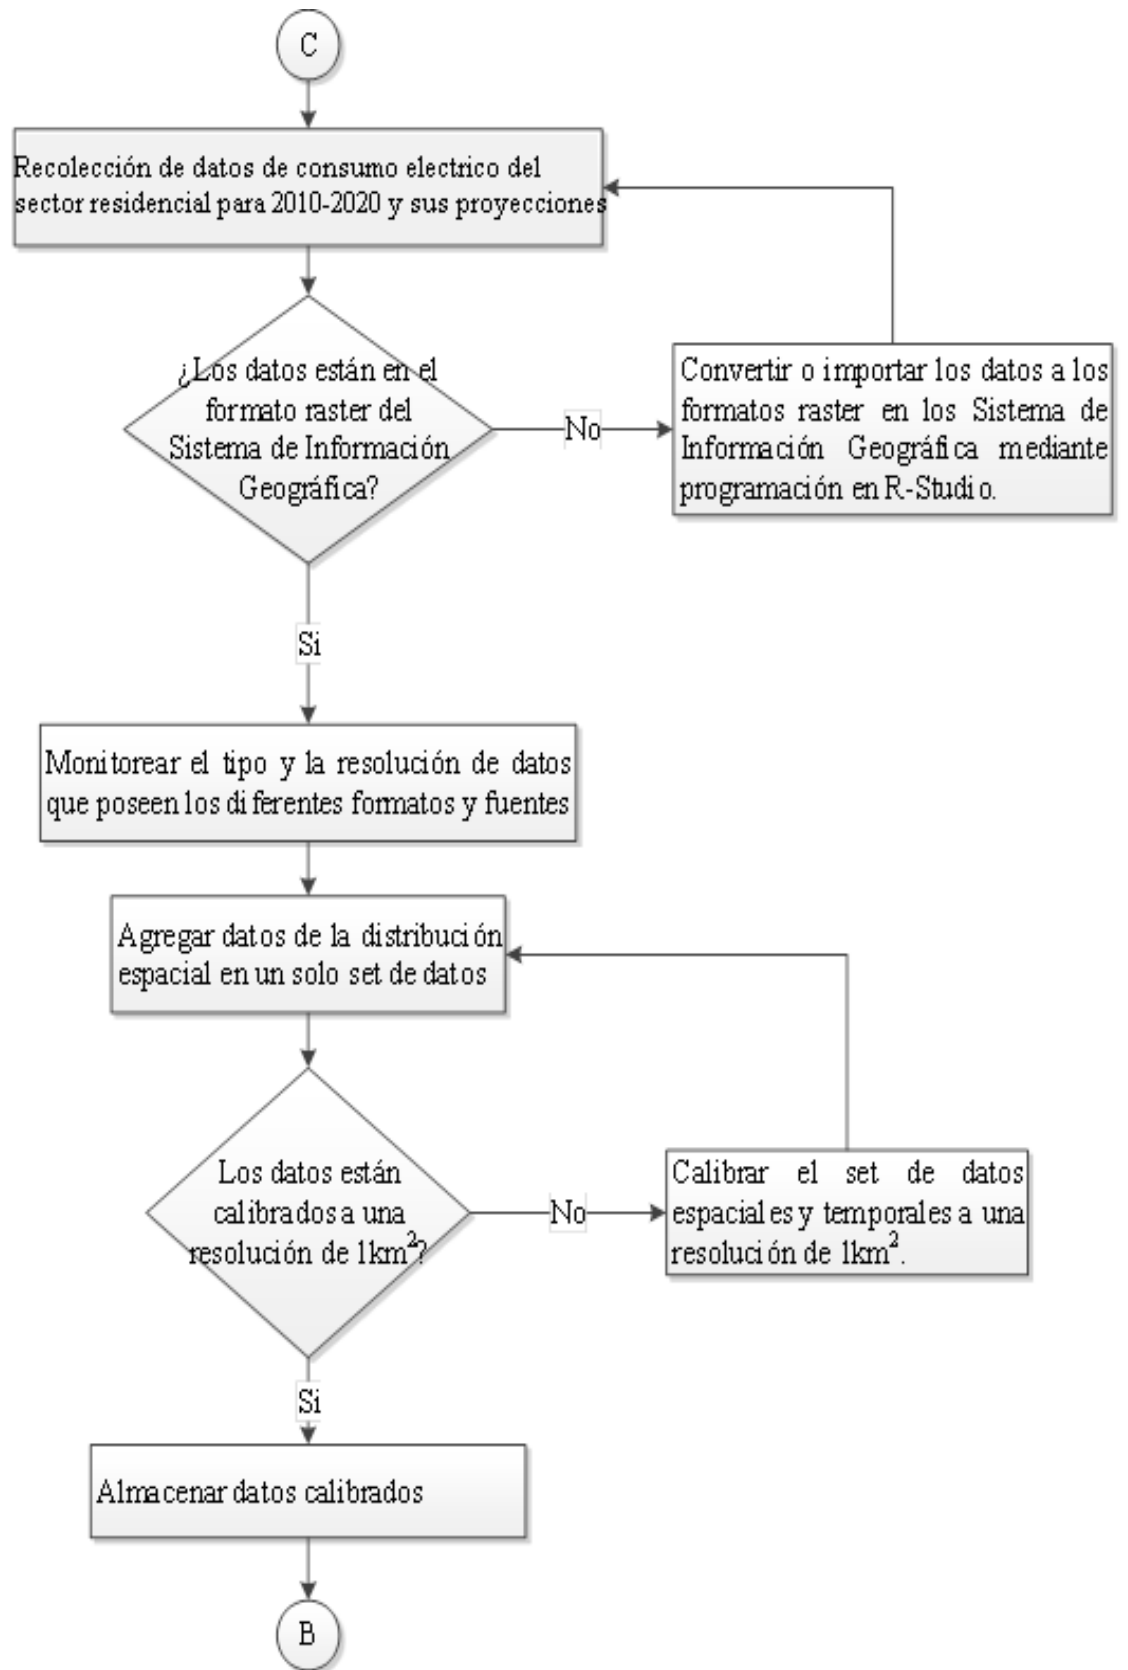 C
Recolección de datos de consumo electrico del
sector residencial para 2010-2020 y sus proyecciones
¿Los datos están en el
formato raster del
Sistema de Información
Geográfica?
No
Convertir o importar los datos a los
formatos raster en los Sistema de
Información Geográfica mediante
programación en R-Studio.
Si
Monitorear el tipo y la resolución de datos
que poseen los diferentes formatos y fuentes
Agregar datos de la distribución
espacial en un solo set de datos
Los datos están
calibrados a una
resolución de 1km²?
No
Calibrar el set de datos
espaciales y temporales a una
resolución de 1km².
Si
Almacenar datos calibrados
B